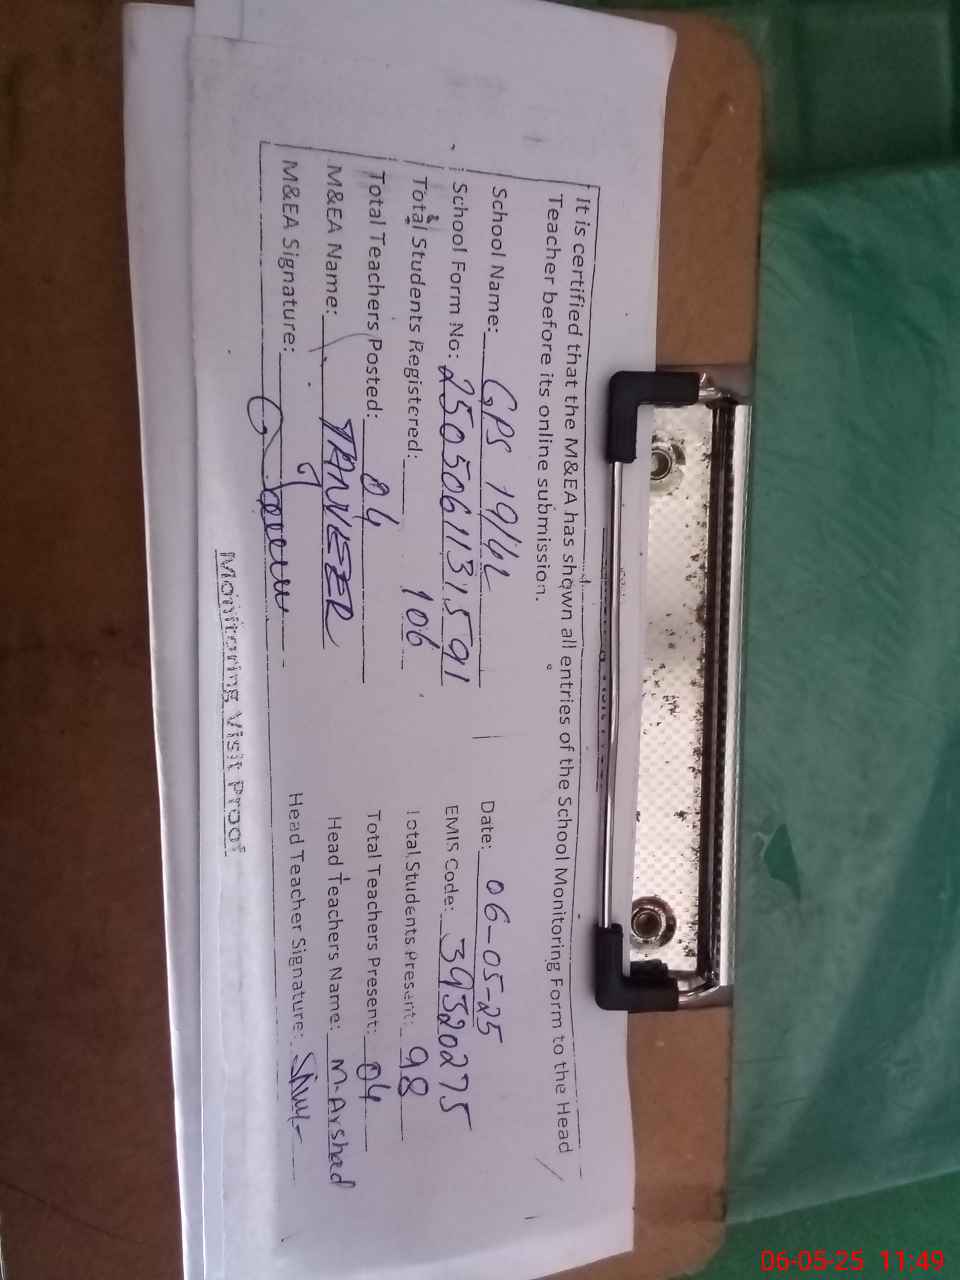 It is certified that the M&EA has shown all entries of the School Monitoring Form to the Head
Teacher before its online submission.
School Name: GPS 19/4L Date: 06-05-25
School Form No: 2505061131591 EMIS Code: 39320275
Total Students Registered: 106 Total Students Present: 98
Total Teachers Posted: 04 Total Teachers Present: 04
M&EA Name: TANVEER Head Teachers Name: M-Arshad
M&EA Signature: Head Teacher Signature:
Monitoring Visit Proof
06-05-25 11:49